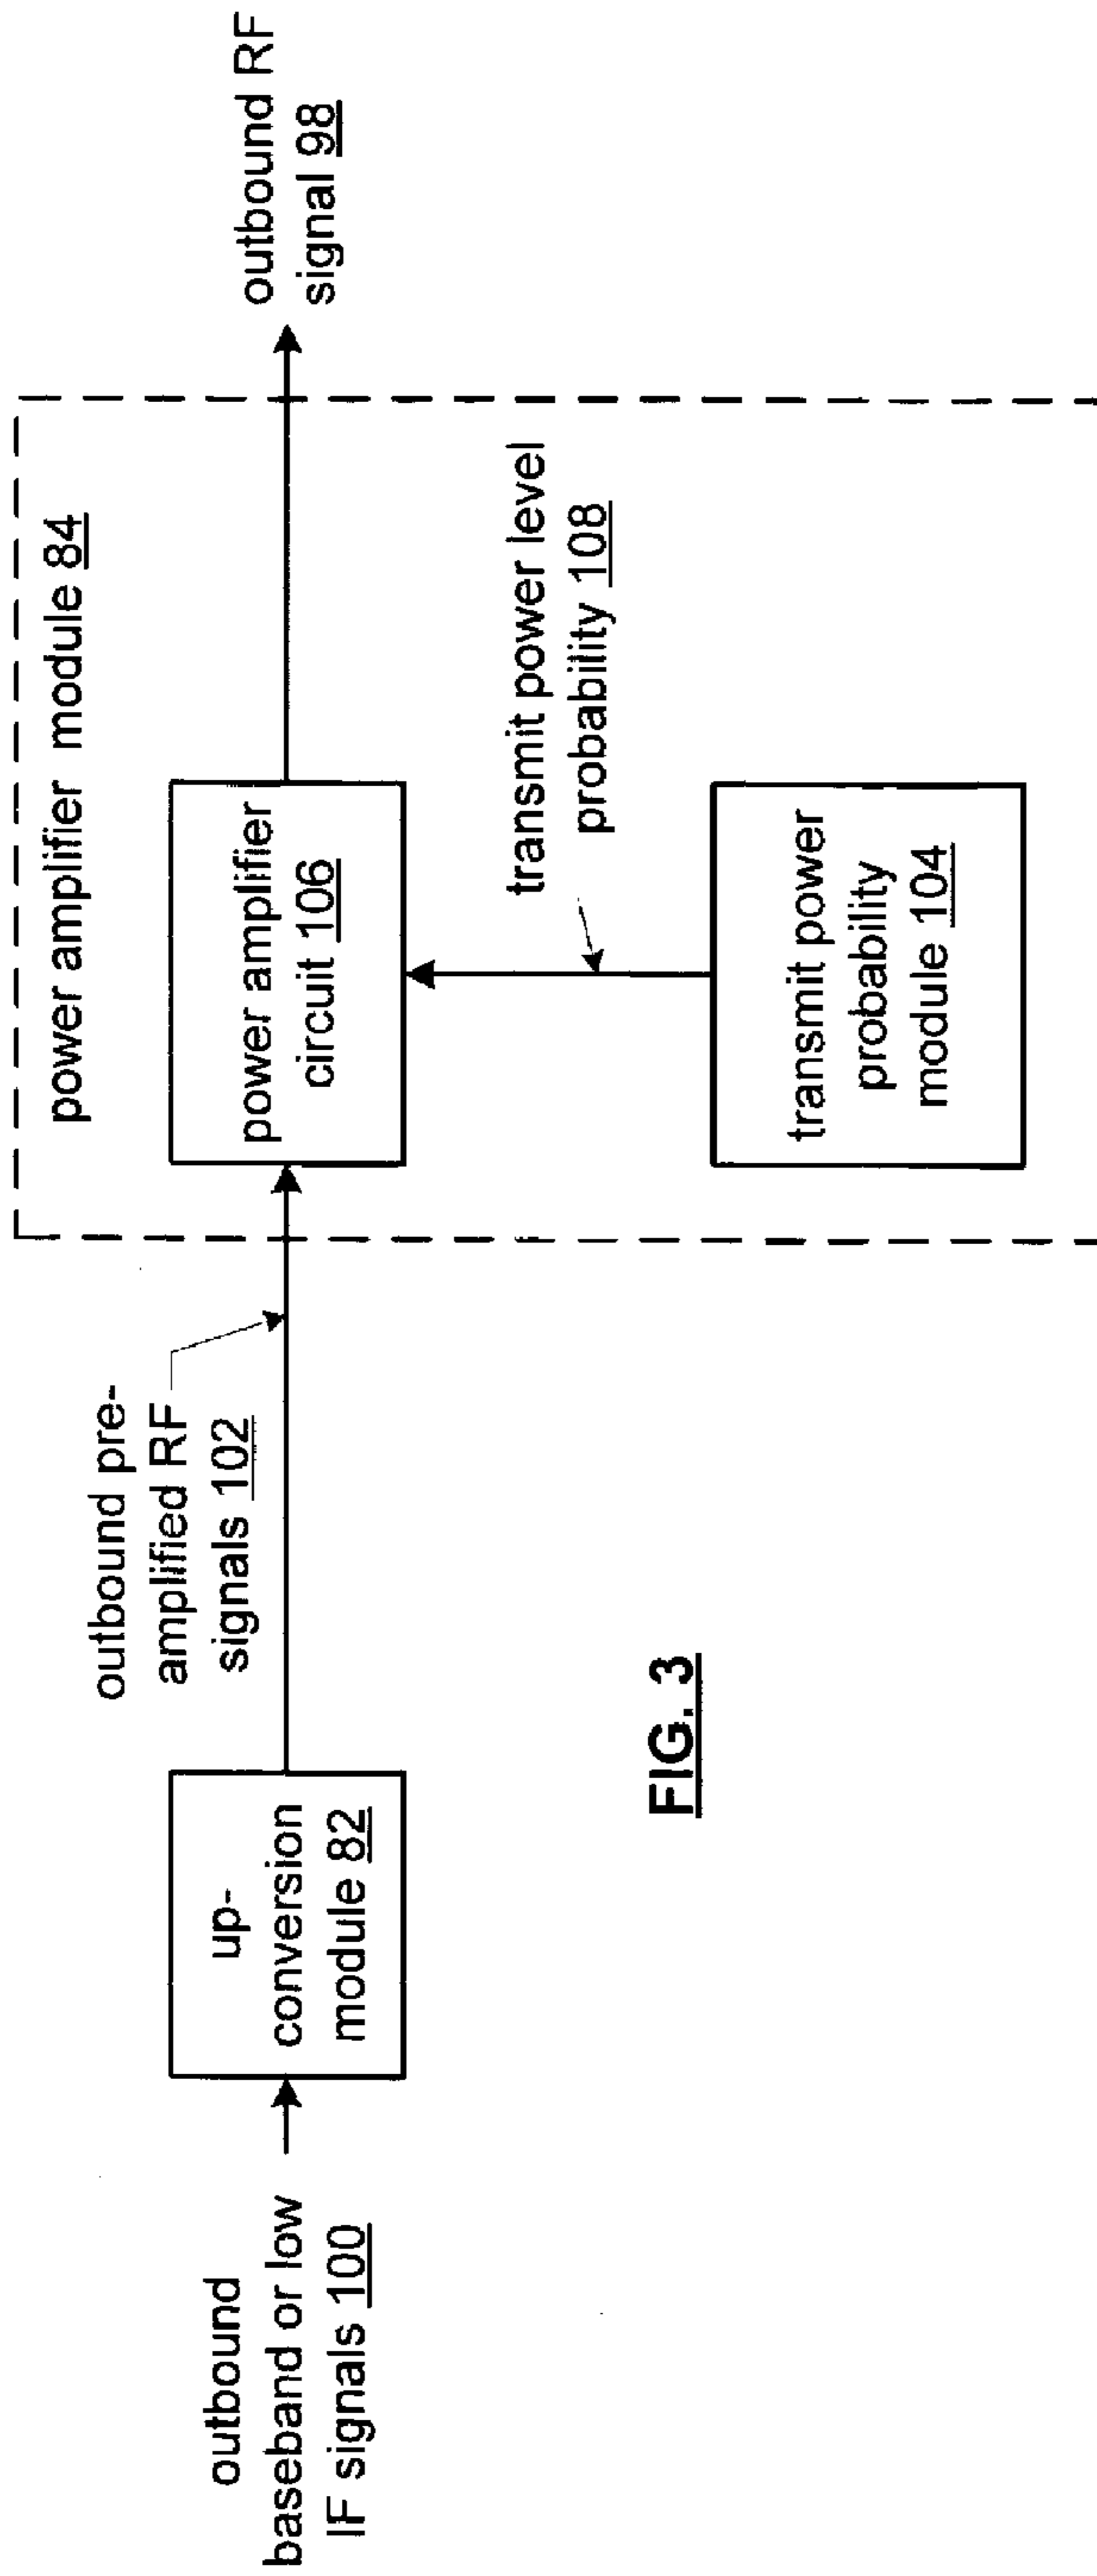 outbound
baseband or low
IF signals 100
up-
conversion
module 82
outbound pre-
amplified RF
signals 102
power amplifier module 84
power amplifier
circuit 106
transmit power level
probability 108
transmit power
probability
module 104
outbound RF
signal 98
FIG. 3